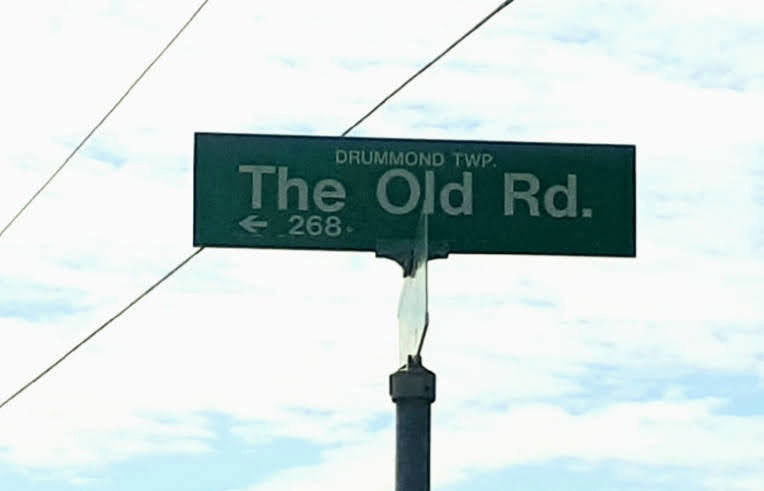 DRUMMOND TWP.
The Old Rd.
← 268